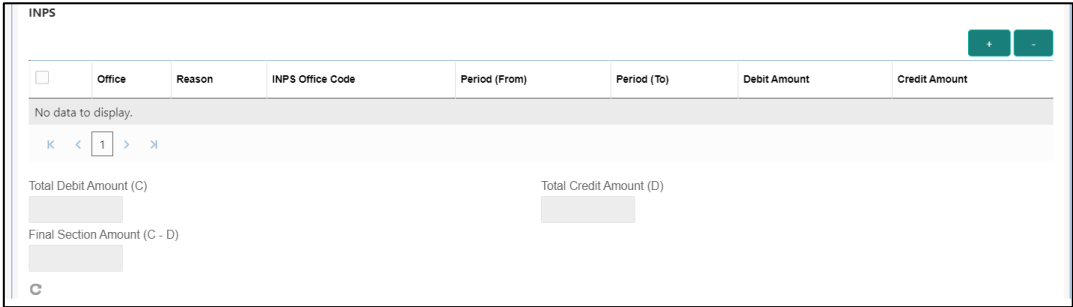 INPS
+ -
Office Reason INPS Office Code Period (From) Period (To) Debit Amount Credit Amount
No data to display.
1
Total Debit Amount (C) Total Credit Amount (D)
Final Section Amount (C - D)